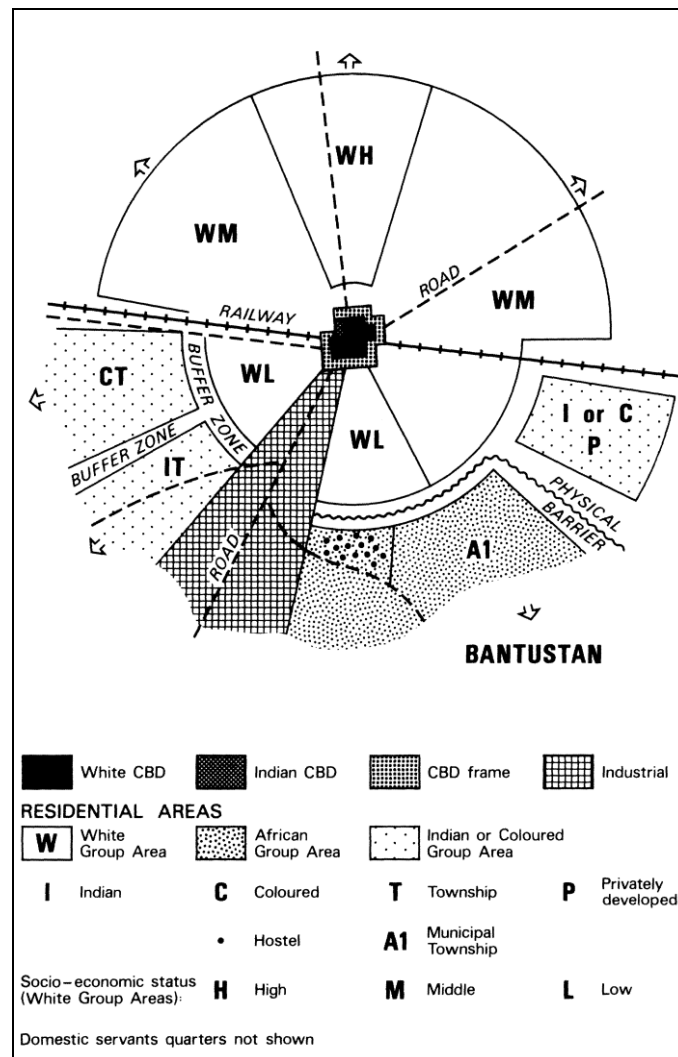 WH
WM
ROAD
WM
RAILWAY
CT
BUFFER ZONE
WL
I or C
P
WL
BUFFER ZONE
IT
PHYSICAL
BARRIER
ROAD
A1
BANTUSTAN
White CBD
Indian CBD
CBD frame
Industrial
RESIDENTIAL AREAS
W White
Group Area
African
Group Area
Indian or Coloured
Group Area
I Indian
C Coloured
T Township
P Privately
developed
• Hostel
A1 Municipal
Township
Socio-economic status
(White Group Areas):
H High
M Middle
L Low
Domestic servants quarters not shown